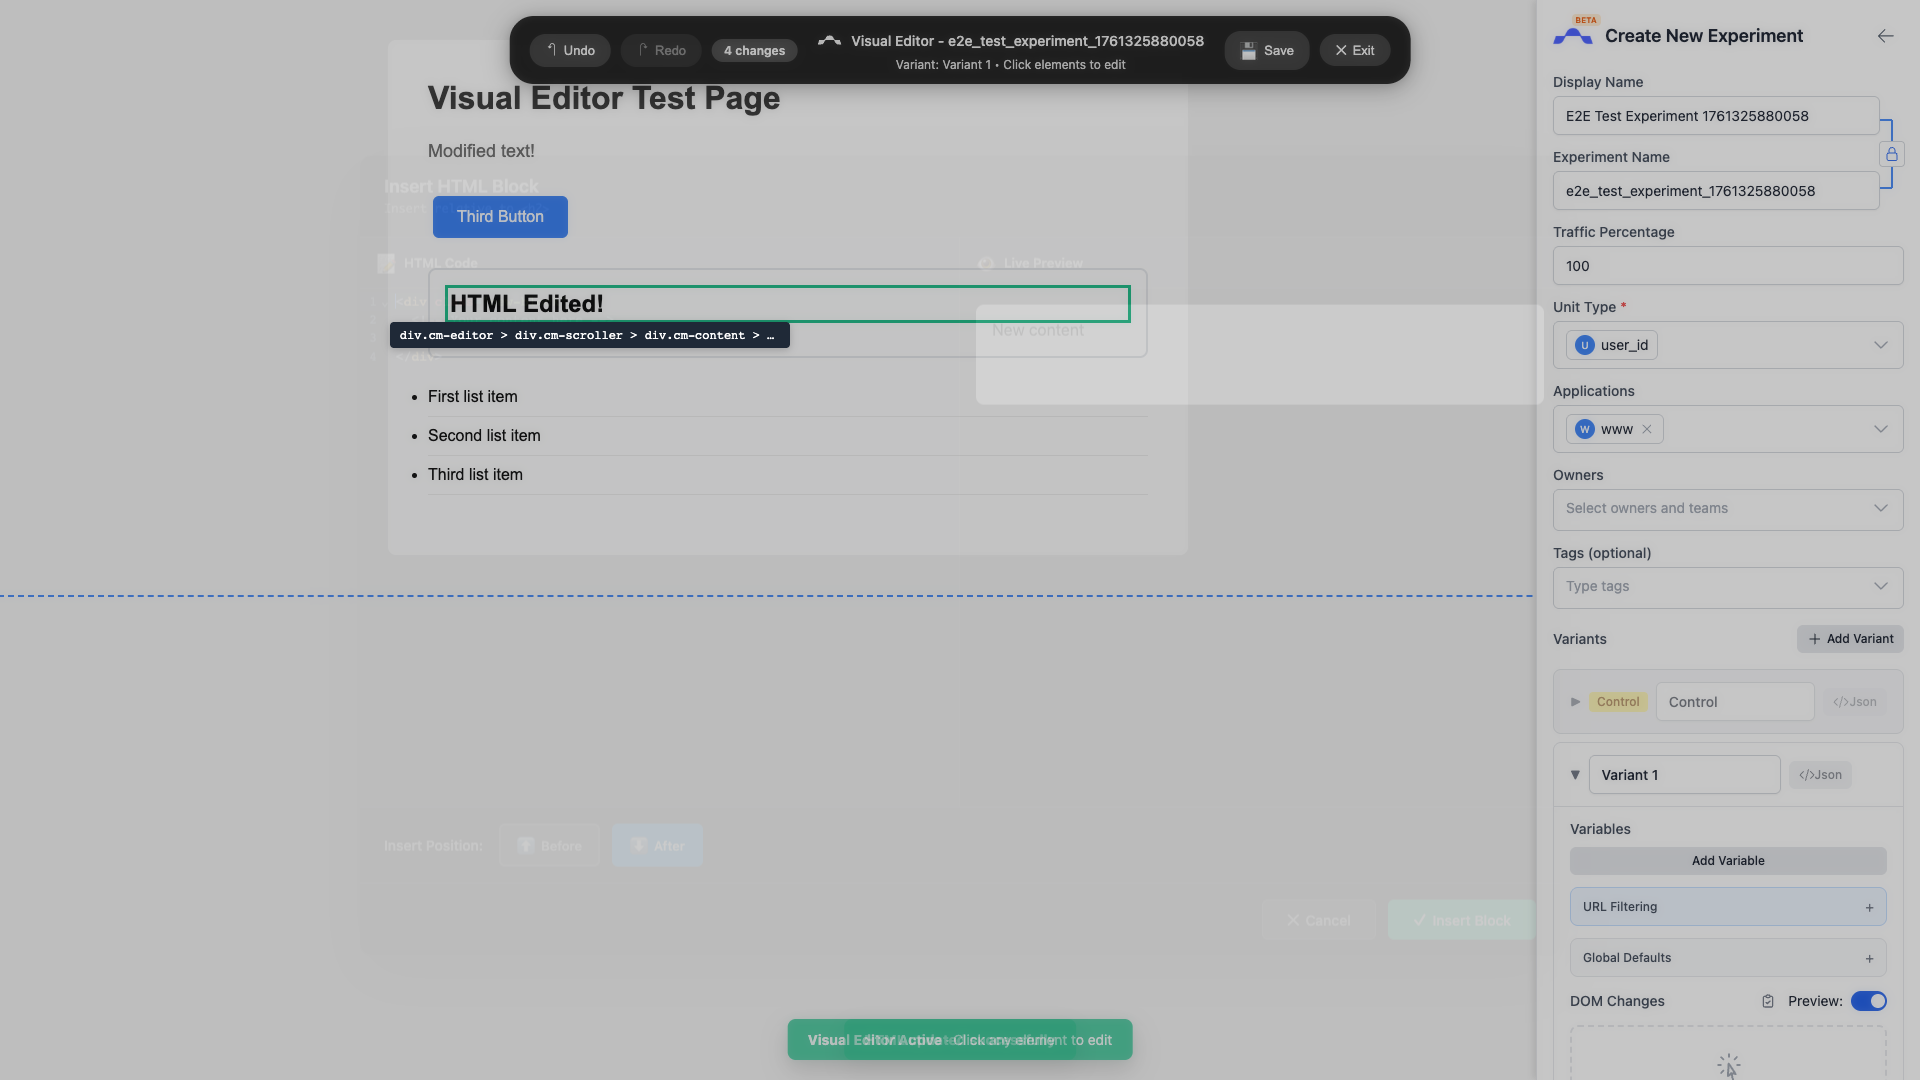 Undo
Redo
4 changes
Visual Editor - e2e_test_experiment_1761325880058
Variant: Variant 1 • Click elements to edit
Save
Exit
Visual Editor Test Page
Modified text!
Insert HTML Block
Third Button
HTML Code
Live Preview
HTML Edited!
div.cm-editor > div.cm-scroller > div.cm-content > …
New content
</div>
First list item
Second list item
Third list item
Insert Position:
Before
After
Cancel
Insert Block
Visual Editor Active - Click any element to edit
BETA
Create New Experiment
Display Name
E2E Test Experiment 1761325880058
Experiment Name
e2e_test_experiment_1761325880058
Traffic Percentage
100
Unit Type *
U user_id
Applications
W www
Owners
Select owners and teams
Tags (optional)
Type tags
Variants
Add Variant
Control
Control
</>Json
Variant 1
</>Json
Variables
Add Variable
URL Filtering +
Global Defaults +
DOM Changes
Preview: